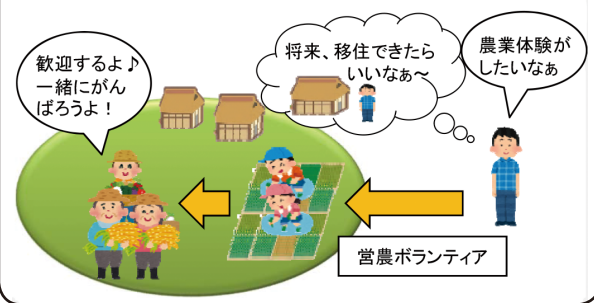 歓迎するよ♪
一緒にがん
ばろうよ！
将来、移住できたら
いいなぁ～
農業体験が
したいなぁ
営農ボランティア